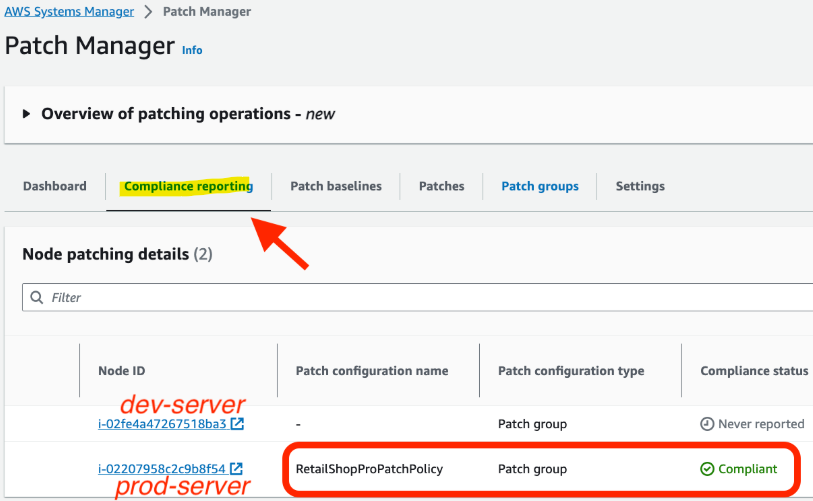 AWS Systems Manager > Patch Manager
Patch Manager Info
Overview of patching operations - new
Dashboard Compliance reporting Patch baselines Patches Patch groups Settings
Node patching details (2)
Filter
Node ID Patch configuration name Patch configuration type Compliance status
dev-server
i-02fe4a47267518ba3 - Patch group Never reported
i-02207958c2c9b8f54 RetailShopProPatchPolicy Patch group Compliant
prod-server